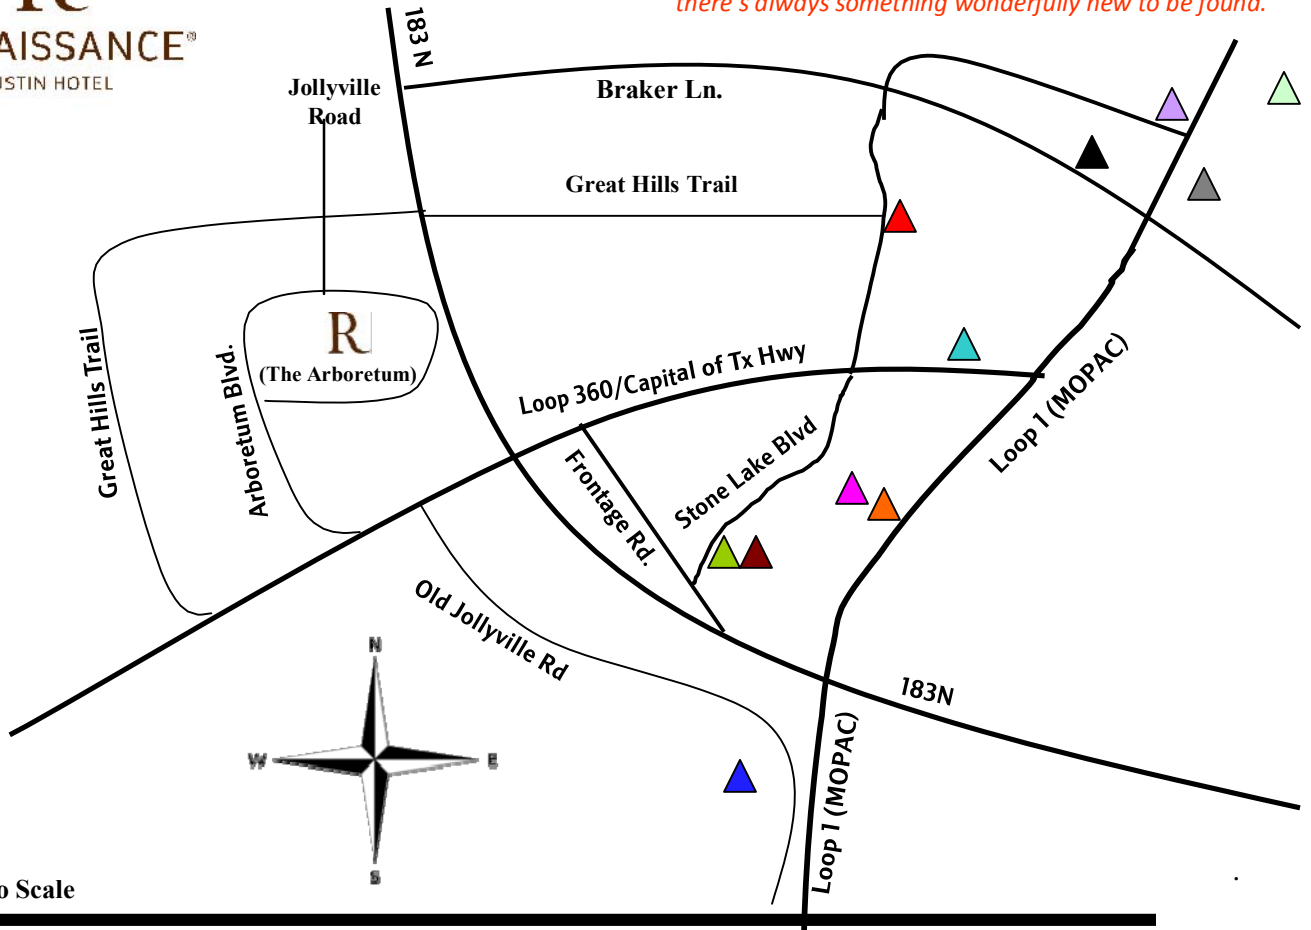 there's always something wonderfully new to be found.
AISSANCE®
STIN HOTEL
183 N
Jollyville
Road
Braker Ln.
Great Hills Trail
R
(The Arboretum)
Great Hills Trail
Arboretum Blvd.
Loop 360/Capital of Tx Hwy
Loop 1 (MOPAC)
Frontage Rd.
Stone Lake Blvd
Old Jollyville Rd
183N
Loop 1 (MOPAC)
N
W
E
S
o Scale